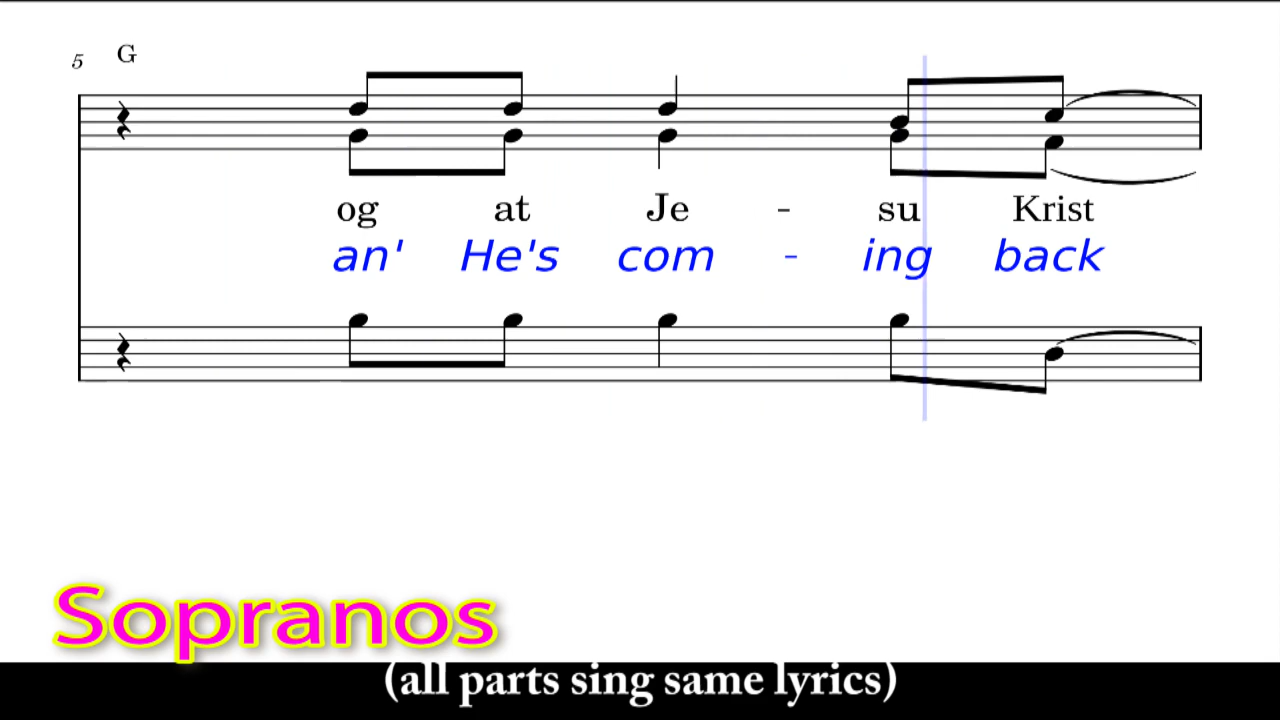 5 G
og at Je - su Krist
an' He's com - ing back
Sopranos
(all parts sing same lyrics)